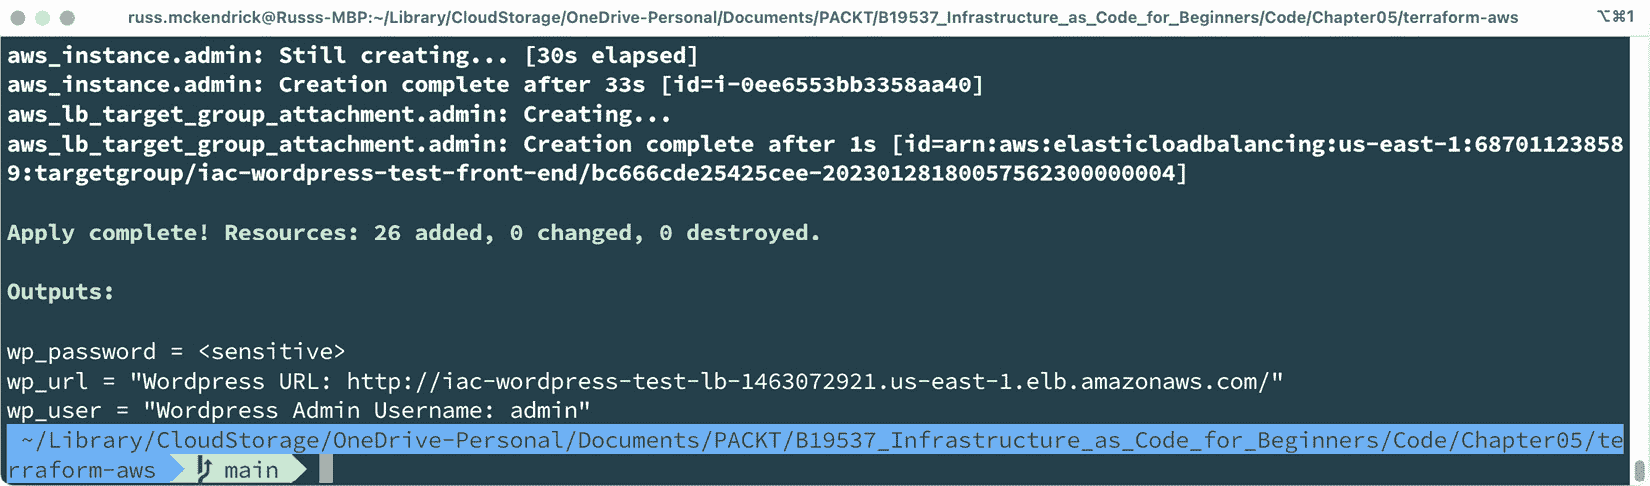 russ.mckendrick@Russs-MBP:~/Library/CloudStorage/OneDrive-Personal/Documents/PACKT/B19537_Infrastructure_as_Code_for_Beginners/Code/Chapter05/terraform-aws ⌥⌘1
aws_instance.admin: Still creating... [30s elapsed]
aws_instance.admin: Creation complete after 33s [id=i-0ee6553bb3358aa40]
aws_lb_target_group_attachment.admin: Creating...
aws_lb_target_group_attachment.admin: Creation complete after 1s [id=arn:aws:elasticloadbalancing:us-east-1:68701123858
9:targetgroup/iac-wordpress-test-front-end/bc666cde25425cee-20230128180057562300000004]
Apply complete! Resources: 26 added, 0 changed, 0 destroyed.
Outputs:
wp_password = <sensitive>
wp_url = "Wordpress URL: http://iac-wordpress-test-lb-1463072921.us-east-1.elb.amazonaws.com/"
wp_user = "Wordpress Admin Username: admin"
~/Library/CloudStorage/OneDrive-Personal/Documents/PACKT/B19537_Infrastructure_as_Code_for_Beginners/Code/Chapter05/te
rraform-aws main